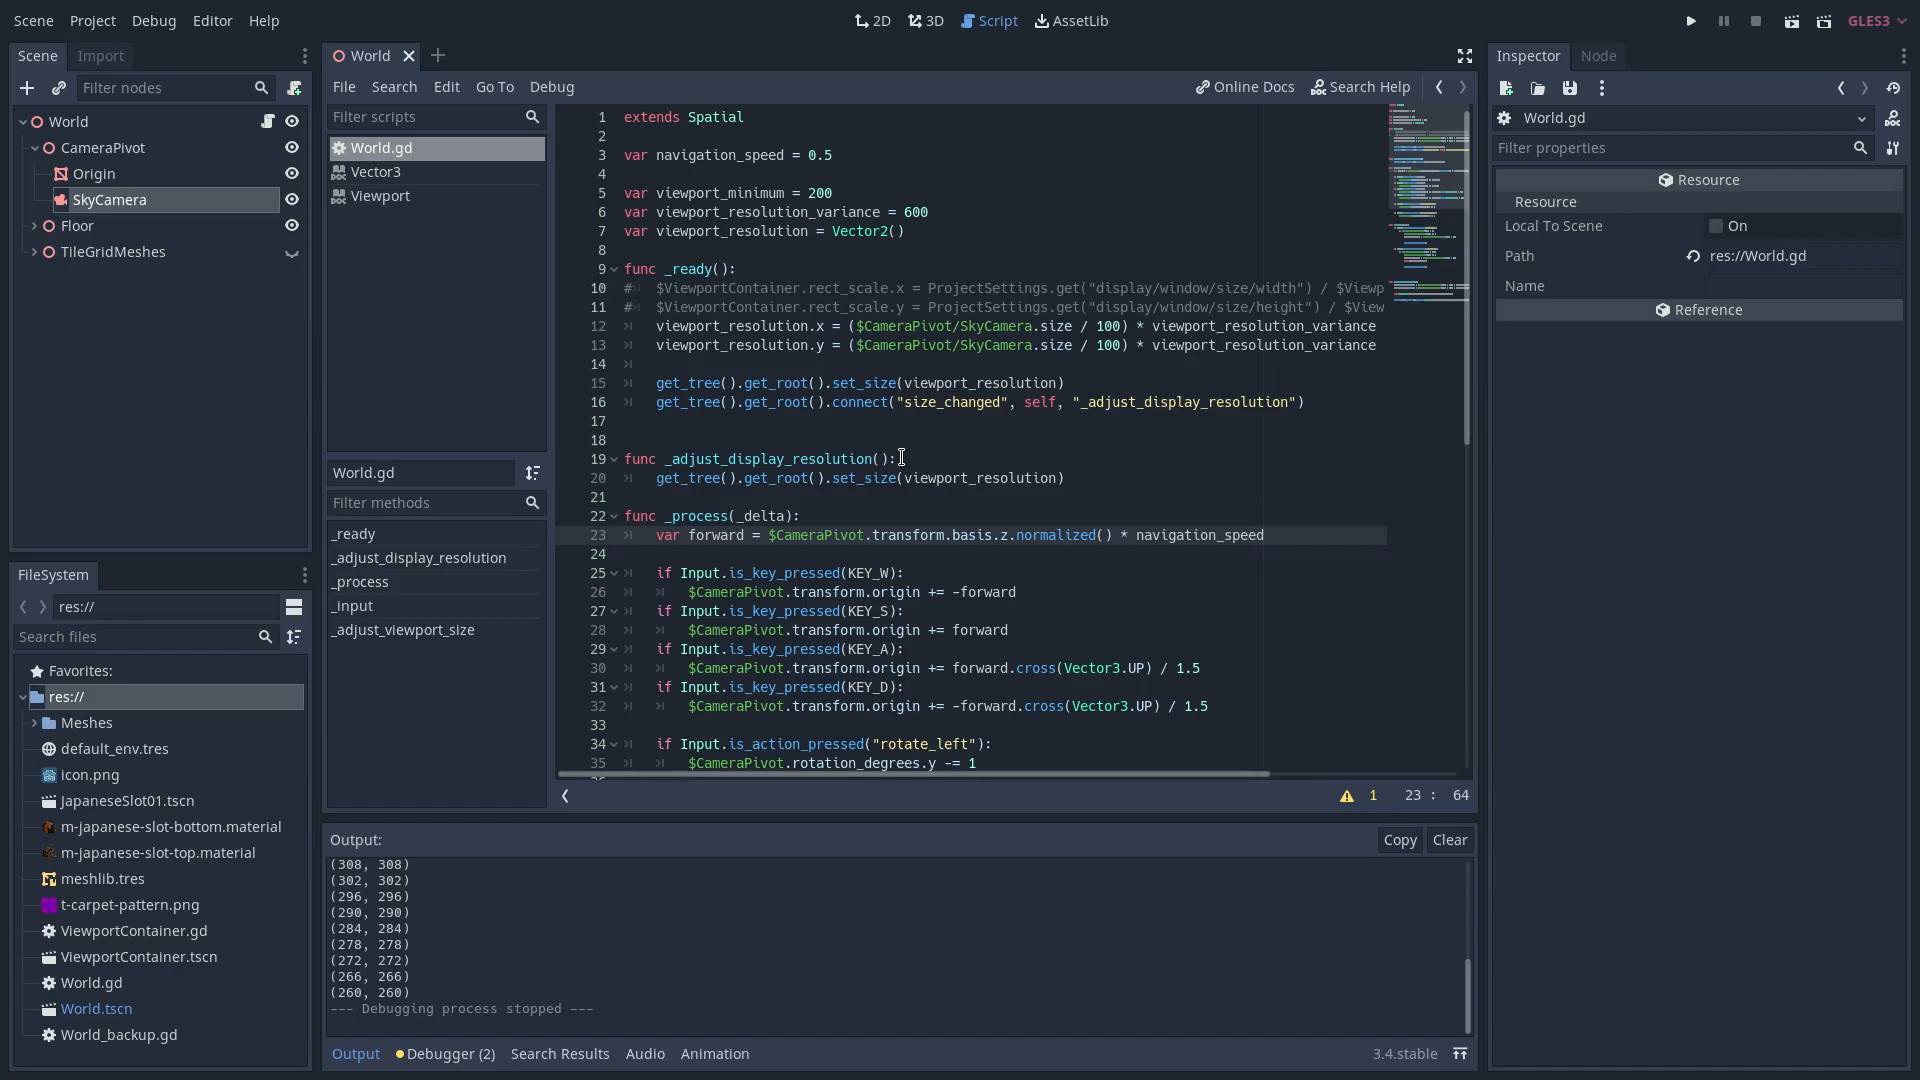 Scene Project Debug Editor Help
2D 3D Script AssetLib
GLES3
Scene Import
Filter nodes
World
CameraPivot
Origin
SkyCamera
Floor
TileGridMeshes
FileSystem
res://
Search files
Favorites:
res://
Meshes
default_env.tres
icon.png
JapaneseSlot01.tscn
m-japanese-slot-bottom.material
m-japanese-slot-top.material
meshlib.tres
t-carpet-pattern.png
ViewportContainer.gd
ViewportContainer.tscn
World.gd
World.tscn
World_backup.gd
World
File Search Edit Go To Debug
Online Docs Search Help
Filter scripts
World.gd
Vector3
Viewport
World.gd
Filter methods
_ready
_adjust_display_resolution
_process
_input
_adjust_viewport_size
1 extends Spatial
2
3 var navigation_speed = 0.5
4
5 var viewport_minimum = 200
6 var viewport_resolution_variance = 600
7 var viewport_resolution = Vector2()
8
9 func _ready():
10 # $ViewportContainer.rect_scale.x = ProjectSettings.get("display/window/size/width") / $Viewp
11 # $ViewportContainer.rect_scale.y = ProjectSettings.get("display/window/size/height") / $View
12 viewport_resolution.x = ($CameraPivot/SkyCamera.size / 100) * viewport_resolution_variance
13 viewport_resolution.y = ($CameraPivot/SkyCamera.size / 100) * viewport_resolution_variance
14
15 get_tree().get_root().set_size(viewport_resolution)
16 get_tree().get_root().connect("size_changed", self, "_adjust_display_resolution")
17
18
19 func _adjust_display_resolution():
20 get_tree().get_root().set_size(viewport_resolution)
21
22 func _process(_delta):
23 var forward = $CameraPivot.transform.basis.z.normalized() * navigation_speed
24
25 if Input.is_key_pressed(KEY_W):
26 $CameraPivot.transform.origin += -forward
27 if Input.is_key_pressed(KEY_S):
28 $CameraPivot.transform.origin += forward
29 if Input.is_key_pressed(KEY_A):
30 $CameraPivot.transform.origin += forward.cross(Vector3.UP) / 1.5
31 if Input.is_key_pressed(KEY_D):
32 $CameraPivot.transform.origin += -forward.cross(Vector3.UP) / 1.5
33
34 if Input.is_action_pressed("rotate_left"):
35 $CameraPivot.rotation_degrees.y -= 1
1 23 : 64
Output:
Copy Clear
(308, 308)
(302, 302)
(296, 296)
(290, 290)
(284, 284)
(278, 278)
(272, 272)
(266, 266)
(260, 260)
--- Debugging process stopped ---
Output Debugger (2) Search Results Audio Animation
3.4.stable
Inspector Node
World.gd
Filter properties
Resource
Resource
Local To Scene On
Path res://World.gd
Name
Reference